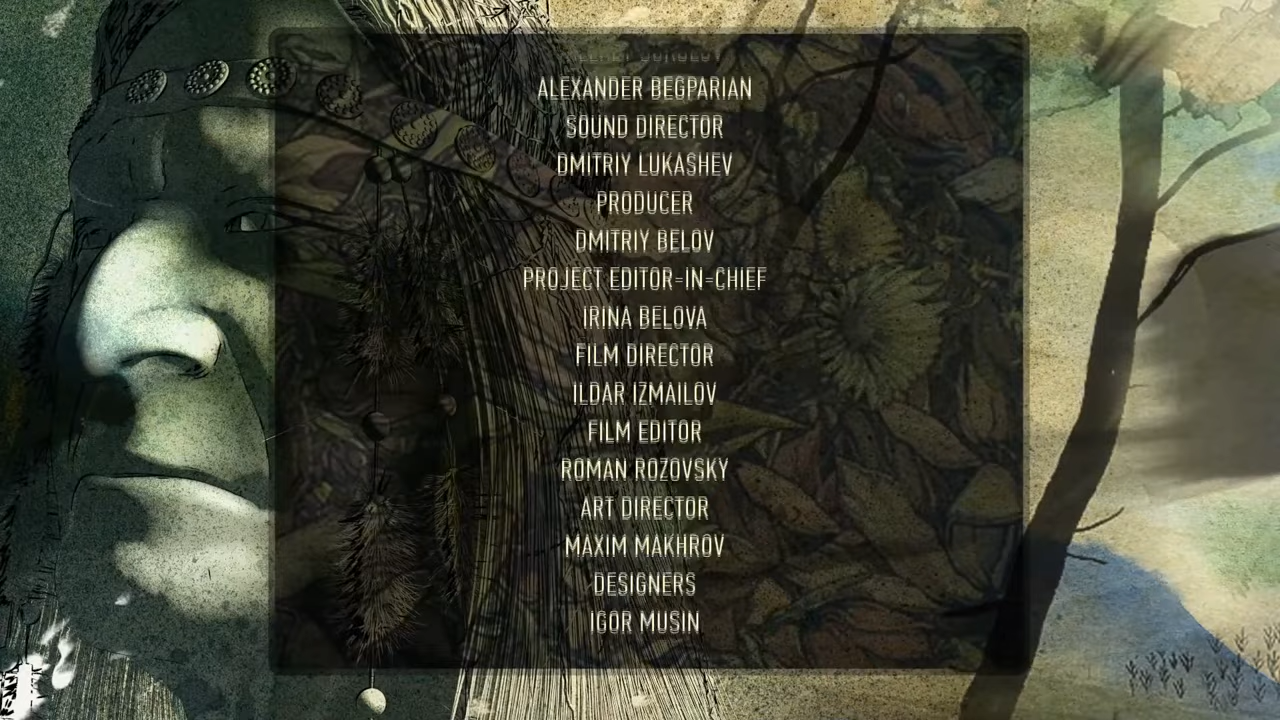 ALEXANDER BEGPARIAN
SOUND DIRECTOR
DMITRIY LUKASHEV
PRODUCER
DMITRIY BELOV
PROJECT EDITOR-IN-CHIEF
IRINA BELOVA
FILM DIRECTOR
ILDAR IZMAILOV
FILM EDITOR
ROMAN ROZOVSKY
ART DIRECTOR
MAXIM MAKHROV
DESIGNERS
IGOR MUSIN